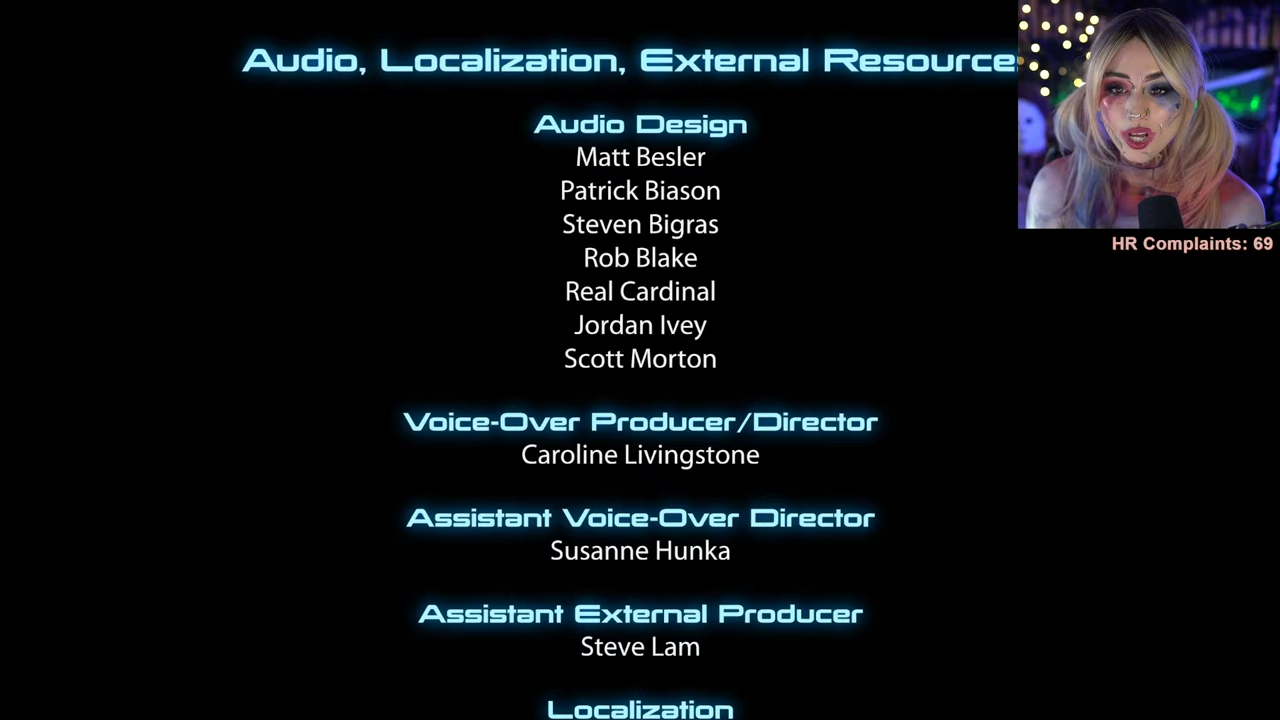 Audio, Localization, External Resource
Audio Design
Matt Besler
Patrick Biason
Steven Bigras
Rob Blake
Real Cardinal
Jordan Ivey
Scott Morton
Voice-Over Producer/Director
Caroline Livingstone
Assistant Voice-Over Director
Susanne Hunka
Assistant External Producer
Steve Lam
Localization
HR Complaints: 69